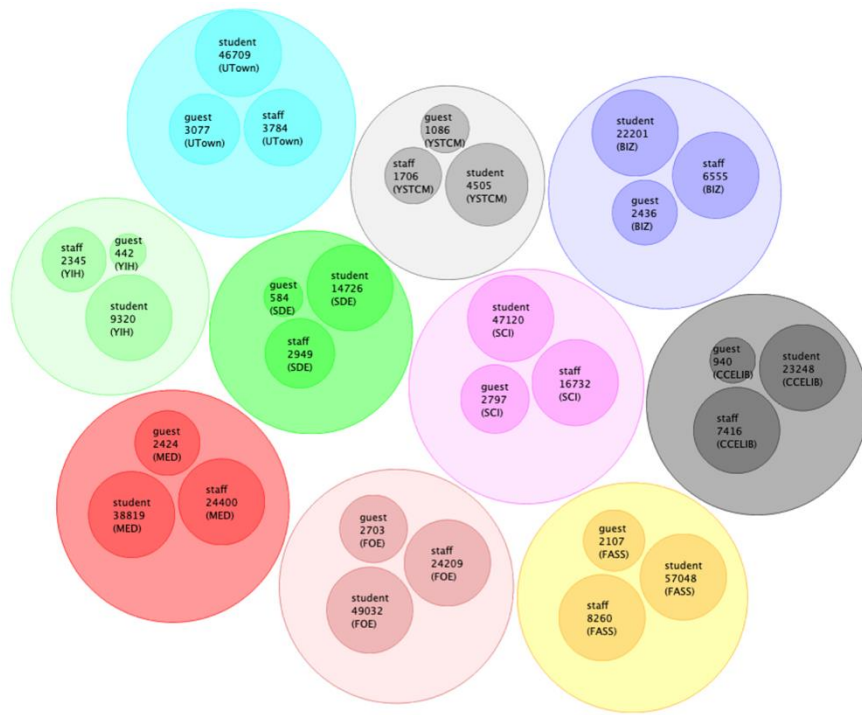 student
46709
(UTown)
guest
3077
(UTown)
staff
3784
(UTown)
guest
1086
(YSTCM)
staff
1706
(YSTCM)
student
4505
(YSTCM)
student
22201
(BIZ)
staff
6555
(BIZ)
guest
2436
(BIZ)
staff
2345
(YIH)
guest
442
(YIH)
student
9320
(YIH)
guest
584
(SDE)
student
14726
(SDE)
staff
2949
(SDE)
student
47120
(SCI)
staff
16732
(SCI)
guest
2797
(SCI)
guest
940
(CCELIB)
student
23248
(CCELIB)
staff
7416
(CCELIB)
guest
2424
(MED)
student
38819
(MED)
staff
24400
(MED)
guest
2703
(FOE)
staff
24209
(FOE)
student
49032
(FOE)
guest
2107
(FASS)
student
57048
(FASS)
staff
8260
(FASS)